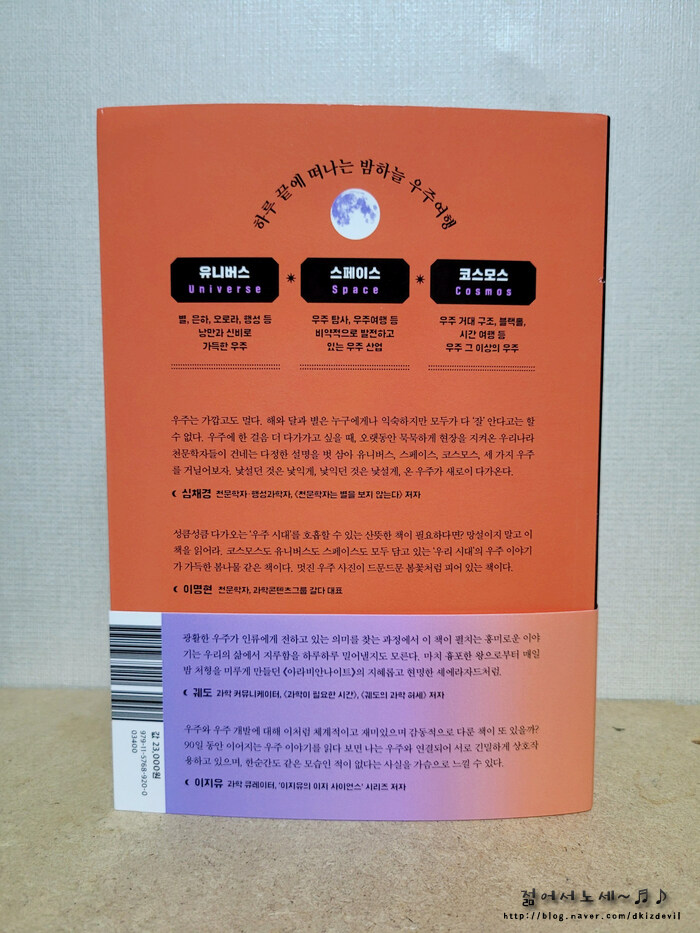 하루 끝에 떠나는 밤하늘 우주여행
유니버스
Universe
스페이스
Space
코스모스
Cosmos
별, 은하, 오로라, 행성 등
낭만과 신비로
가득한 우주
우주 탐사, 우주여행 등
비약적으로 발전하고
있는 우주 산업
우주 거대 구조, 블랙홀,
시간 여행 등
우주 그 이상의 우주
우주는 가깝고도 멀다. 해와 달과 별은 누구에게나 익숙하지만 모두가 다 ‘잘’ 안다고는 할
수 없다. 우주에 한 걸음 더 다가가고 싶을 때, 오랫동안 묵묵하게 현장을 지켜온 우리나라
천문학자들이 건네는 다정한 설명을 벗 삼아 유니버스, 스페이스, 코스모스, 세 가지 우주
를 거닐어보자. 낯설던 것은 낯익게, 낯익던 것은 낯설게, 온 우주가 새로이 다가온다.
심채경 천문학자·행성과학자, 〈천문학자는 별을 보지 않는다〉 저자
성큼성큼 다가오는 ‘우주 시대’를 호흡할 수 있는 산뜻한 책이 필요하다면? 망설이지 말고 이
책을 읽어라. 코스모스도 유니버스도 스페이스도 모두 담고 있는 ‘우리 시대’의 우주 이야기
가 가득한 봄나물 같은 책이다. 멋진 우주 사진이 드문드문 봄꽃처럼 피어 있는 책이다.
이명현 천문학자, 과학콘텐츠그룹 갈다 대표
광활한 우주가 인류에게 전하고 있는 의미를 찾는 과정에서 이 책이 펼치는 흥미로운 이야
기는 우리의 삶에서 지루함을 하루하루 밀어낼지도 모른다. 마치 흉포한 왕으로부터 매일
밤 처형을 미루게 만들던 《아라비안나이트》의 지혜롭고 현명한 세에라자드처럼.
궤도 과학 커뮤니케이터, 〈과학이 필요한 시간〉, 〈궤도의 과학 허세〉 저자
우주와 우주 개발에 대해 이처럼 체계적이고 재미있으며 감동적으로 다룬 책이 또 있을까?
90일 동안 이어지는 우주 이야기를 읽다 보면 나는 우주와 연결되어 서로 긴밀하게 상호작
용하고 있으며, 한순간도 같은 모습인 적이 없다는 사실을 가슴으로 느낄 수 있다.
이지유 과학 큐레이터, ‘이지유의 이지 사이언스’ 시리즈 저자
값 23,000원
979-11-5768-920-0
03400
젊어서노세~♬♪
http://blog.naver.com/dkizdevil